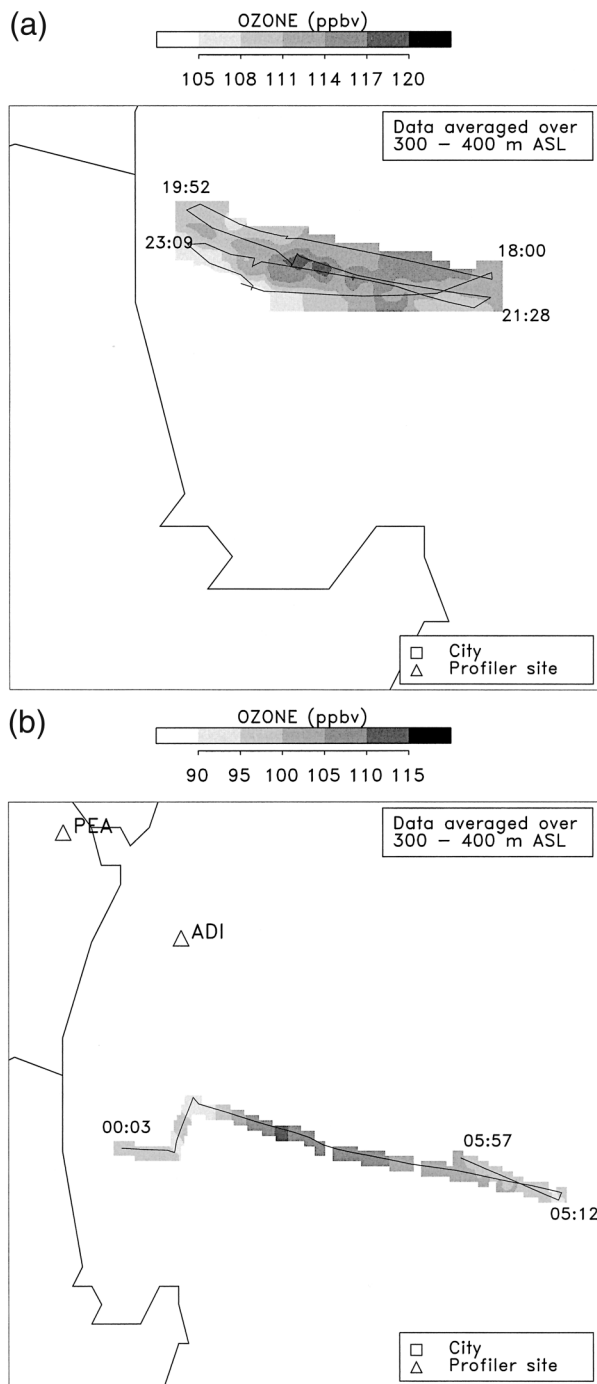 (a)
OZONE (ppbv)
105 108 111 114 117 120
Data averaged over
300 – 400 m ASL
19:52
23:09
18:00
21:28
City
Profiler site
(b)
OZONE (ppbv)
90 95 100 105 110 115
PEA
Data averaged over
300 – 400 m ASL
ADI
00:03
05:57
05:12
City
Profiler site